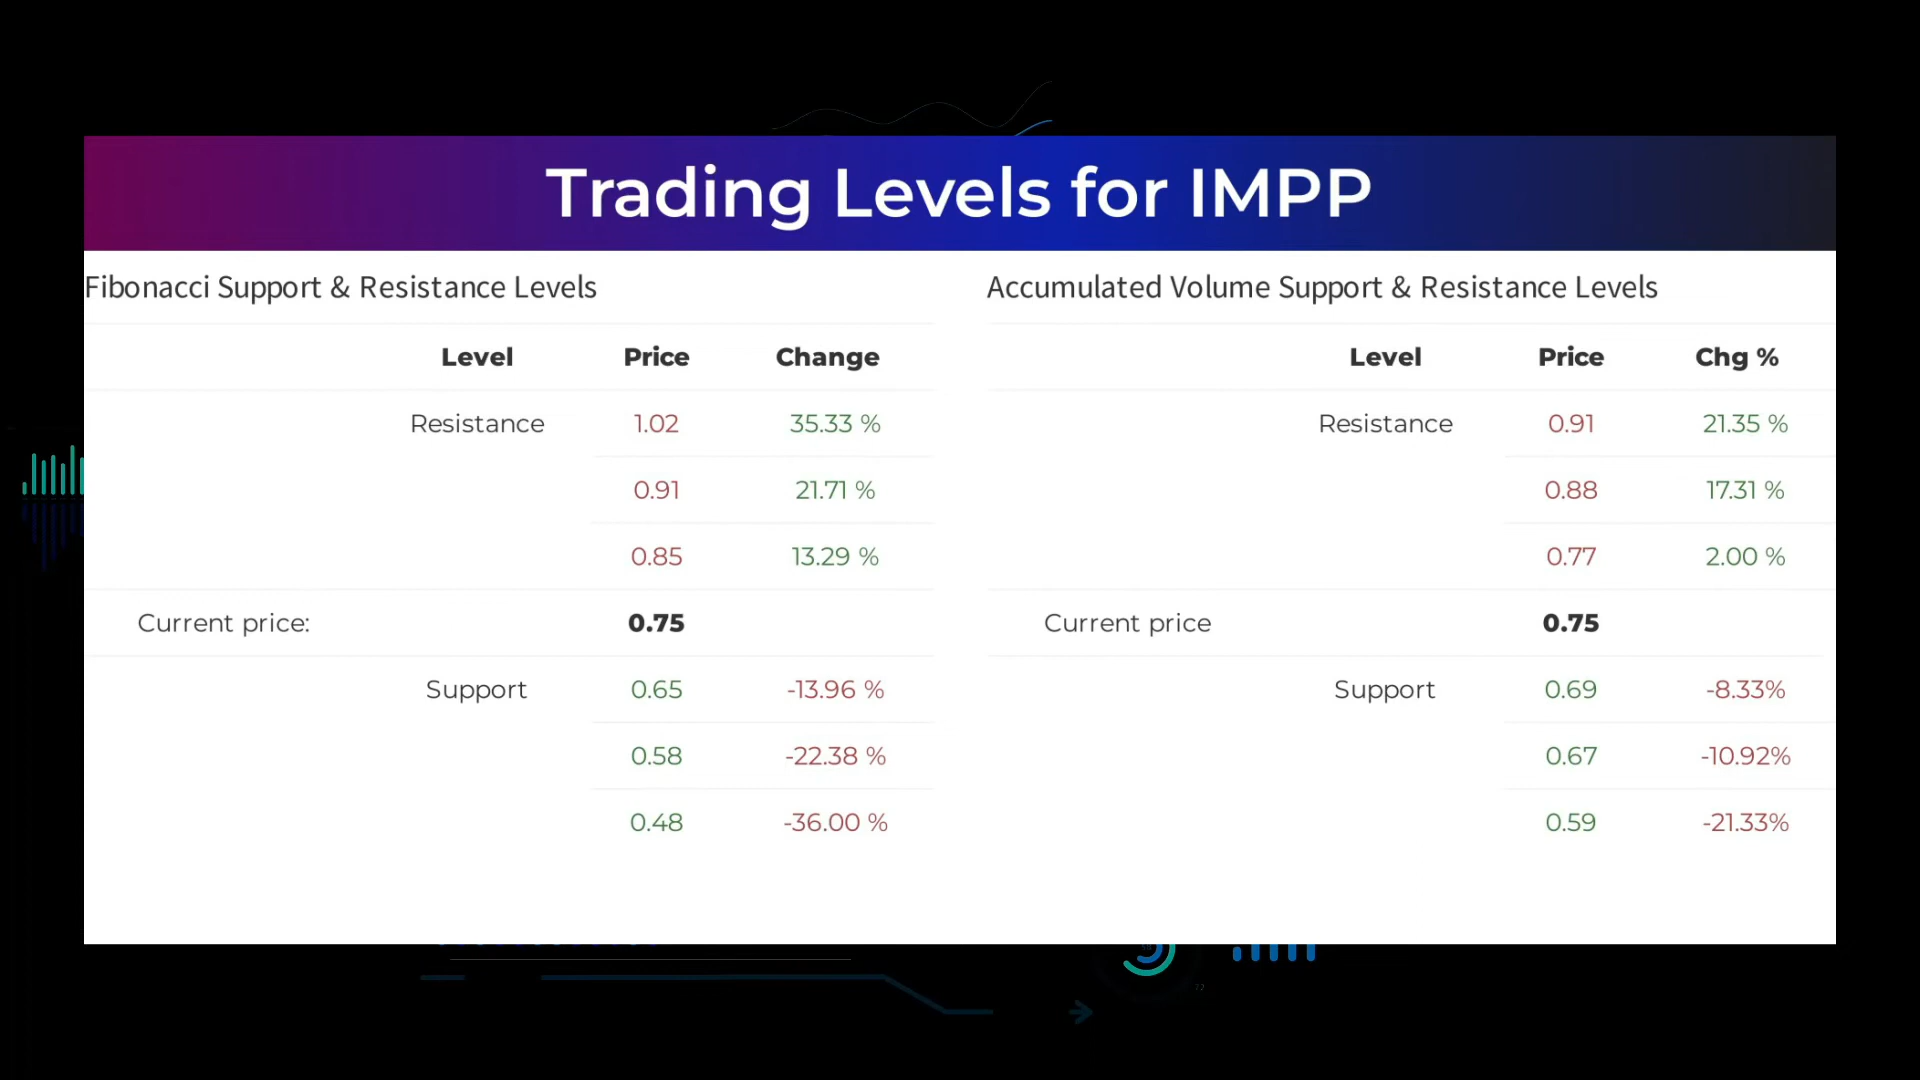 Trading Levels for IMPP
Fibonacci Support & Resistance Levels
Level Price Change
Resistance 1.02 35.33 %
0.91 21.71 %
0.85 13.29 %
Current price: 0.75
Support 0.65 -13.96 %
0.58 -22.38 %
0.48 -36.00 %
Accumulated Volume Support & Resistance Levels
Level Price Chg %
Resistance 0.91 21.35 %
0.88 17.31 %
0.77 2.00 %
Current price 0.75
Support 0.69 -8.33%
0.67 -10.92%
0.59 -21.33%